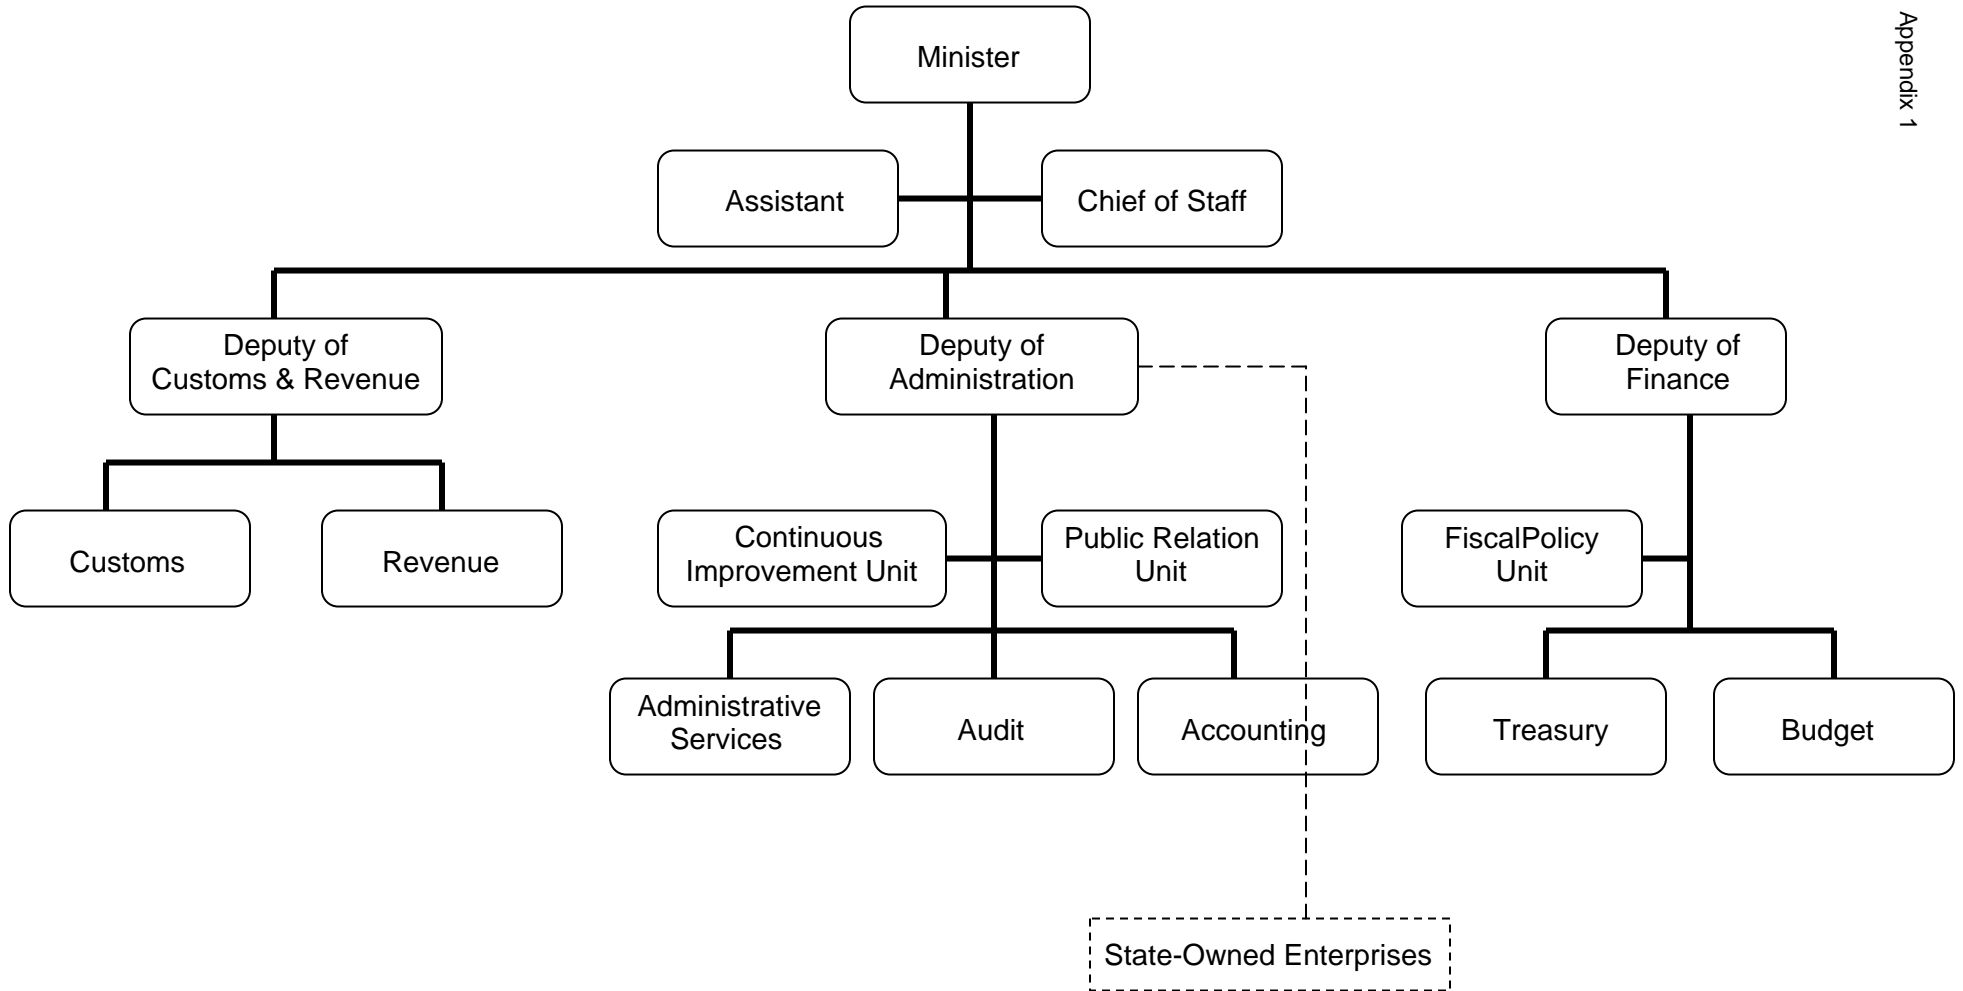 Appendix 1
Minister
Assistant
Chief of Staff
Deputy of
Customs & Revenue
Deputy of
Administration
Deputy of
Finance
Customs
Revenue
Continuous
Improvement Unit
Public Relation
Unit
FiscalPolicy
Unit
Administrative
Services
Audit
Accounting
Treasury
Budget
State-Owned Enterprises